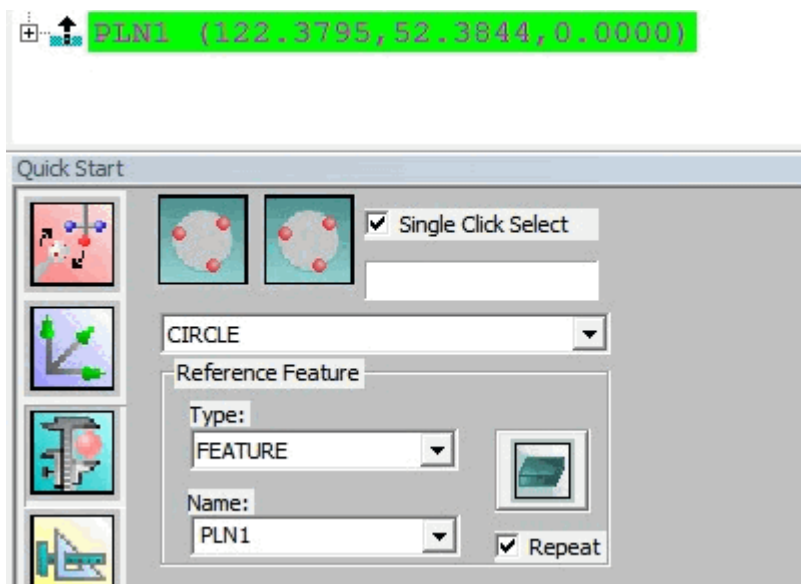 PLN1 (122.3795,52.3844,0.0000)
Quick Start
Single Click Select
CIRCLE
Reference Feature
Type:
FEATURE
Name:
PLN1
Repeat